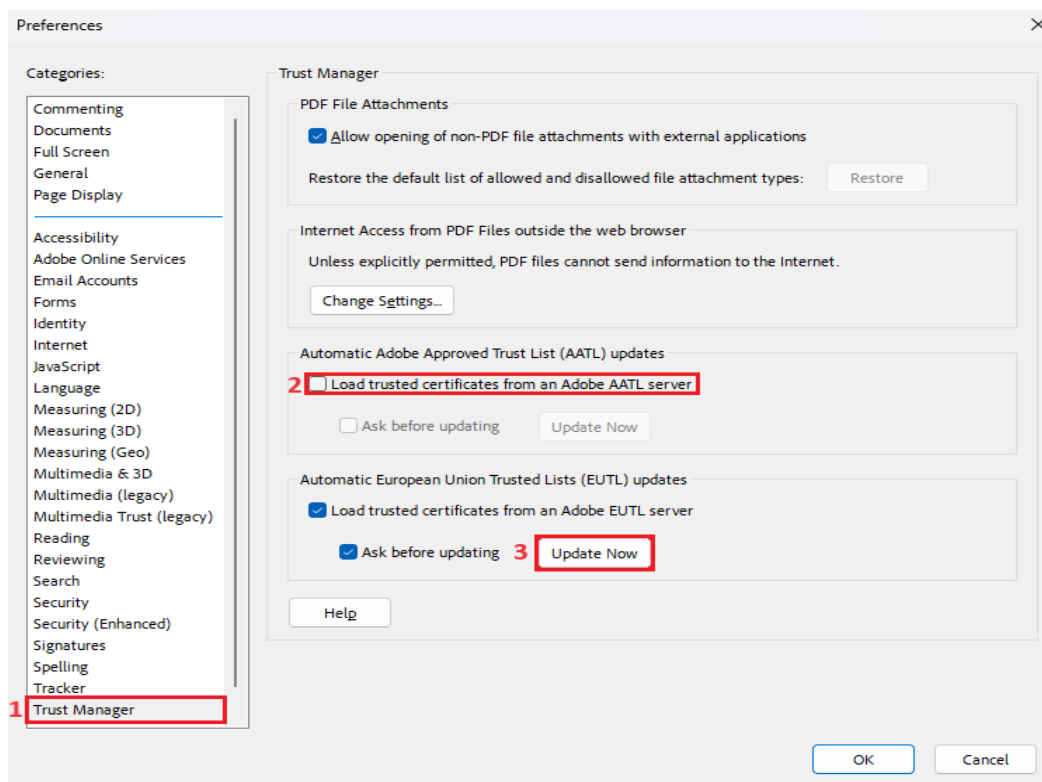 Preferences
Categories:
Commenting
Documents
Full Screen
General
Page Display
Accessibility
Adobe Online Services
Email Accounts
Forms
Identity
Internet
JavaScript
Language
Measuring (2D)
Measuring (3D)
Measuring (Geo)
Multimedia & 3D
Multimedia (legacy)
Multimedia Trust (legacy)
Reading
Reviewing
Search
Security
Security (Enhanced)
Signatures
Spelling
Tracker
1 Trust Manager
Trust Manager
PDF File Attachments
Allow opening of non-PDF file attachments with external applications
Restore the default list of allowed and disallowed file attachment types: Restore
Internet Access from PDF Files outside the web browser
Unless explicitly permitted, PDF files cannot send information to the Internet.
Change Settings...
Automatic Adobe Approved Trust List (AATL) updates
2 Load trusted certificates from an Adobe AATL server
Ask before updating Update Now
Automatic European Union Trusted Lists (EUTL) updates
Load trusted certificates from an Adobe EUTL server
Ask before updating 3 Update Now
Help
OK Cancel